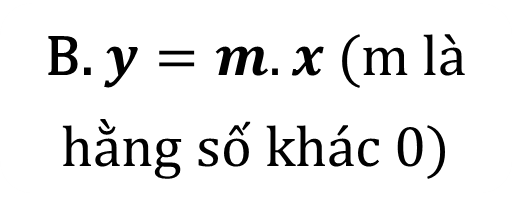 B. y = m. x (m là
hằng số khác 0)